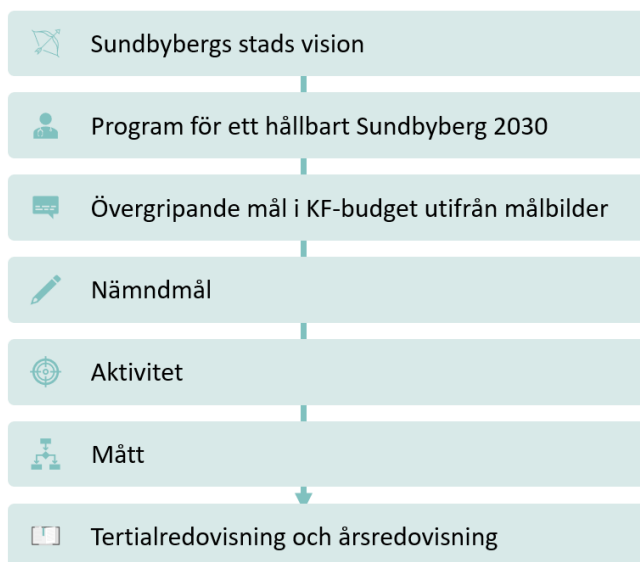 Sundbybergs stads vision
Program för ett hållbart Sundbyberg 2030
Övergripande mål i KF-budget utifrån målbilder
Nämndmål
Aktivitet
Mått
Tertialredovisning och årsredovisning